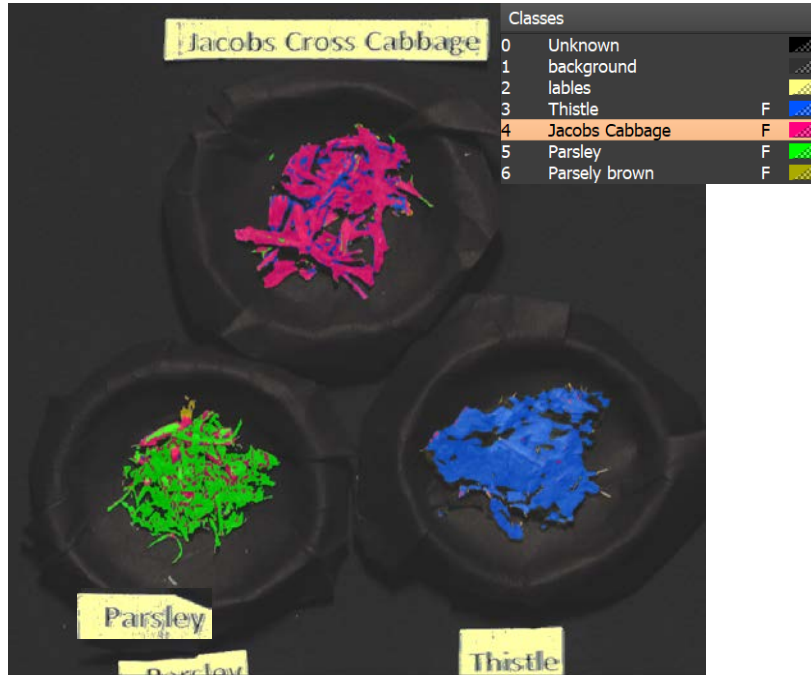 Jacobs Cross Cabbage
Classes
0 Unknown
1 background
2 lables
3 Thistle F
4 Jacobs Cabbage F
5 Parsley F
6 Parsely brown F
Parsley
Parsley
Thistle